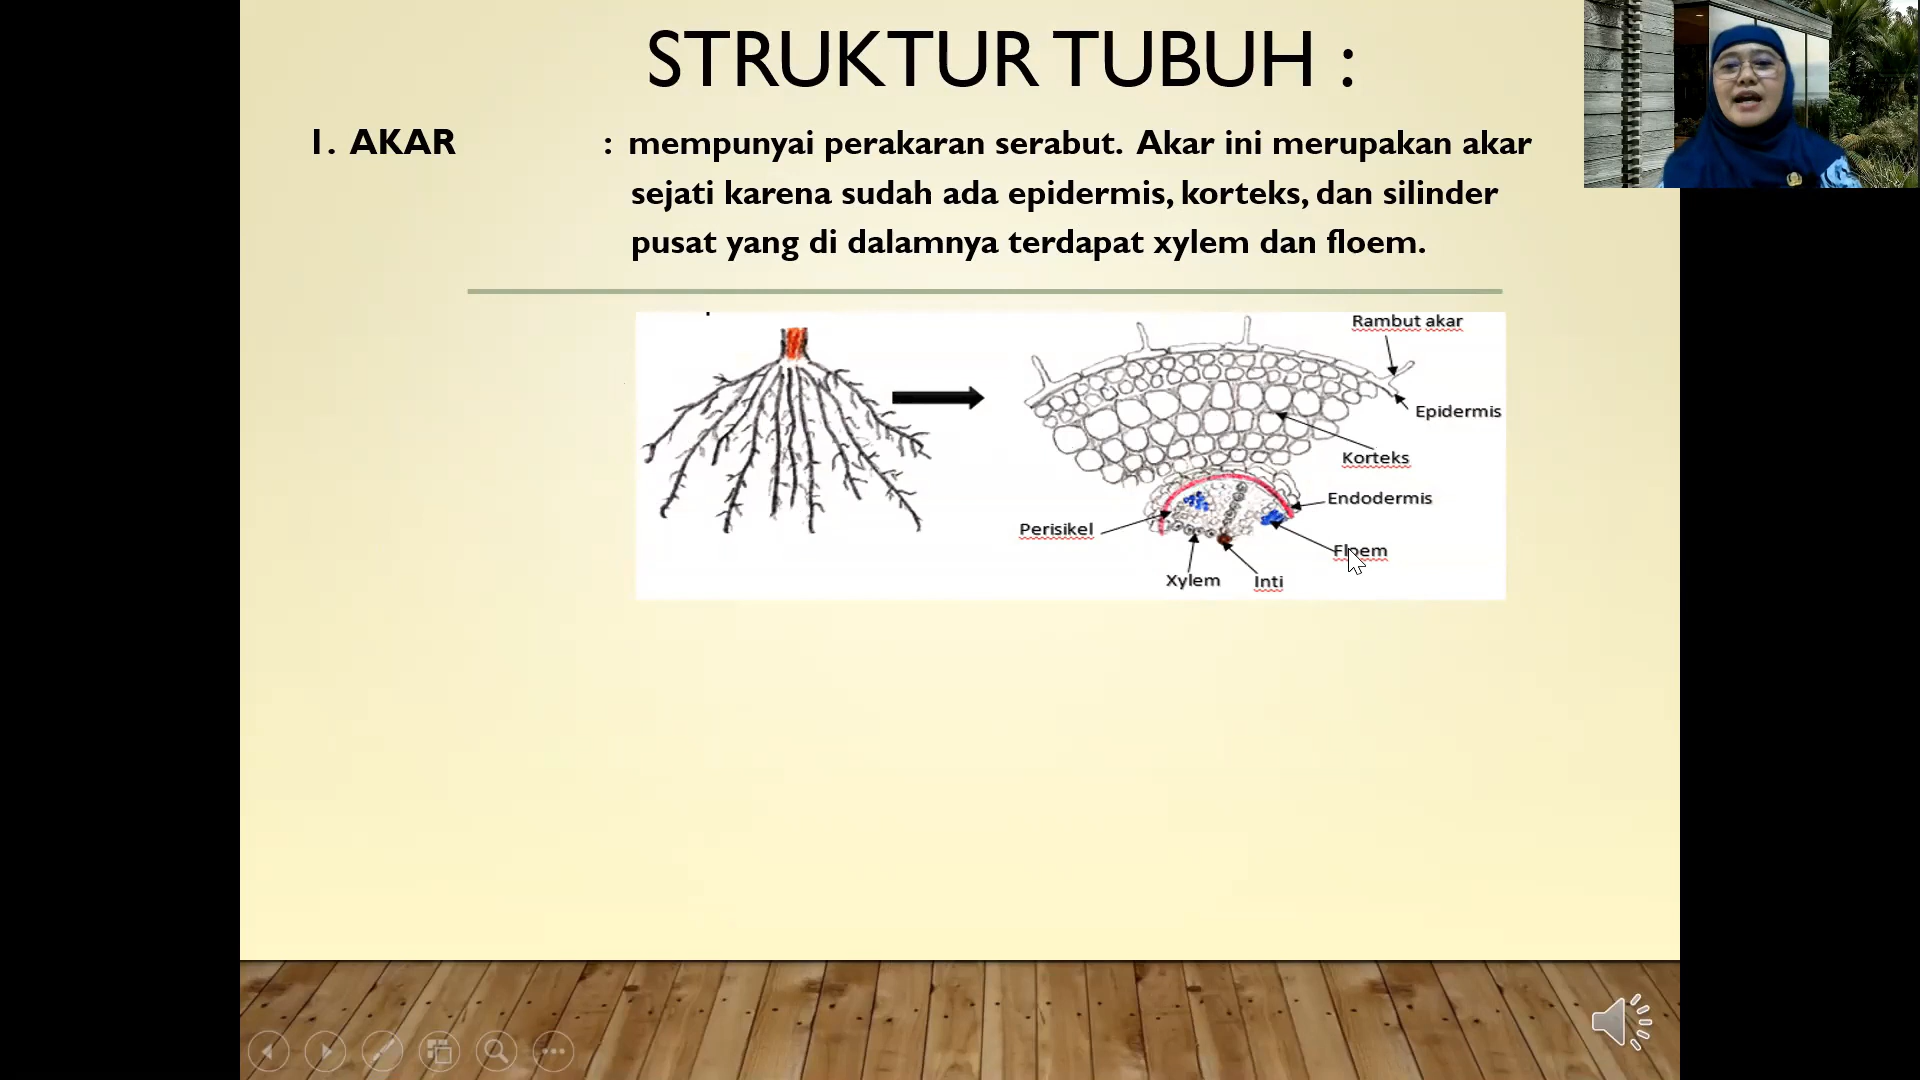 STRUKTUR TUBUH :
1. AKAR : mempunyai perakaran serabut. Akar ini merupakan akar
sejati karena sudah ada epidermis, korteks, dan silinder
pusat yang di dalamnya terdapat xylem dan floem.
Rambut akar
Epidermis
Korteks
Endodermis
Perisikel
Floem
Xylem
Inti